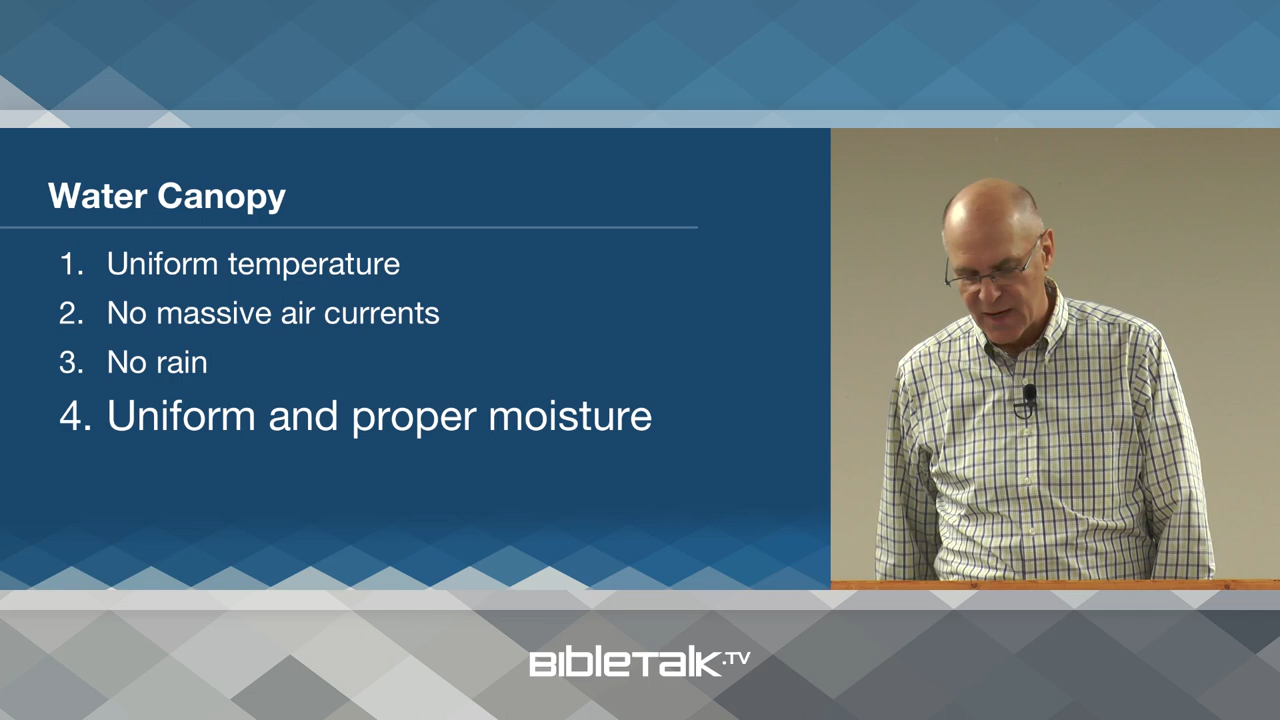 Water Canopy
1. Uniform temperature
2. No massive air currents
3. No rain
4. Uniform and proper moisture
BIBLETALK.TV